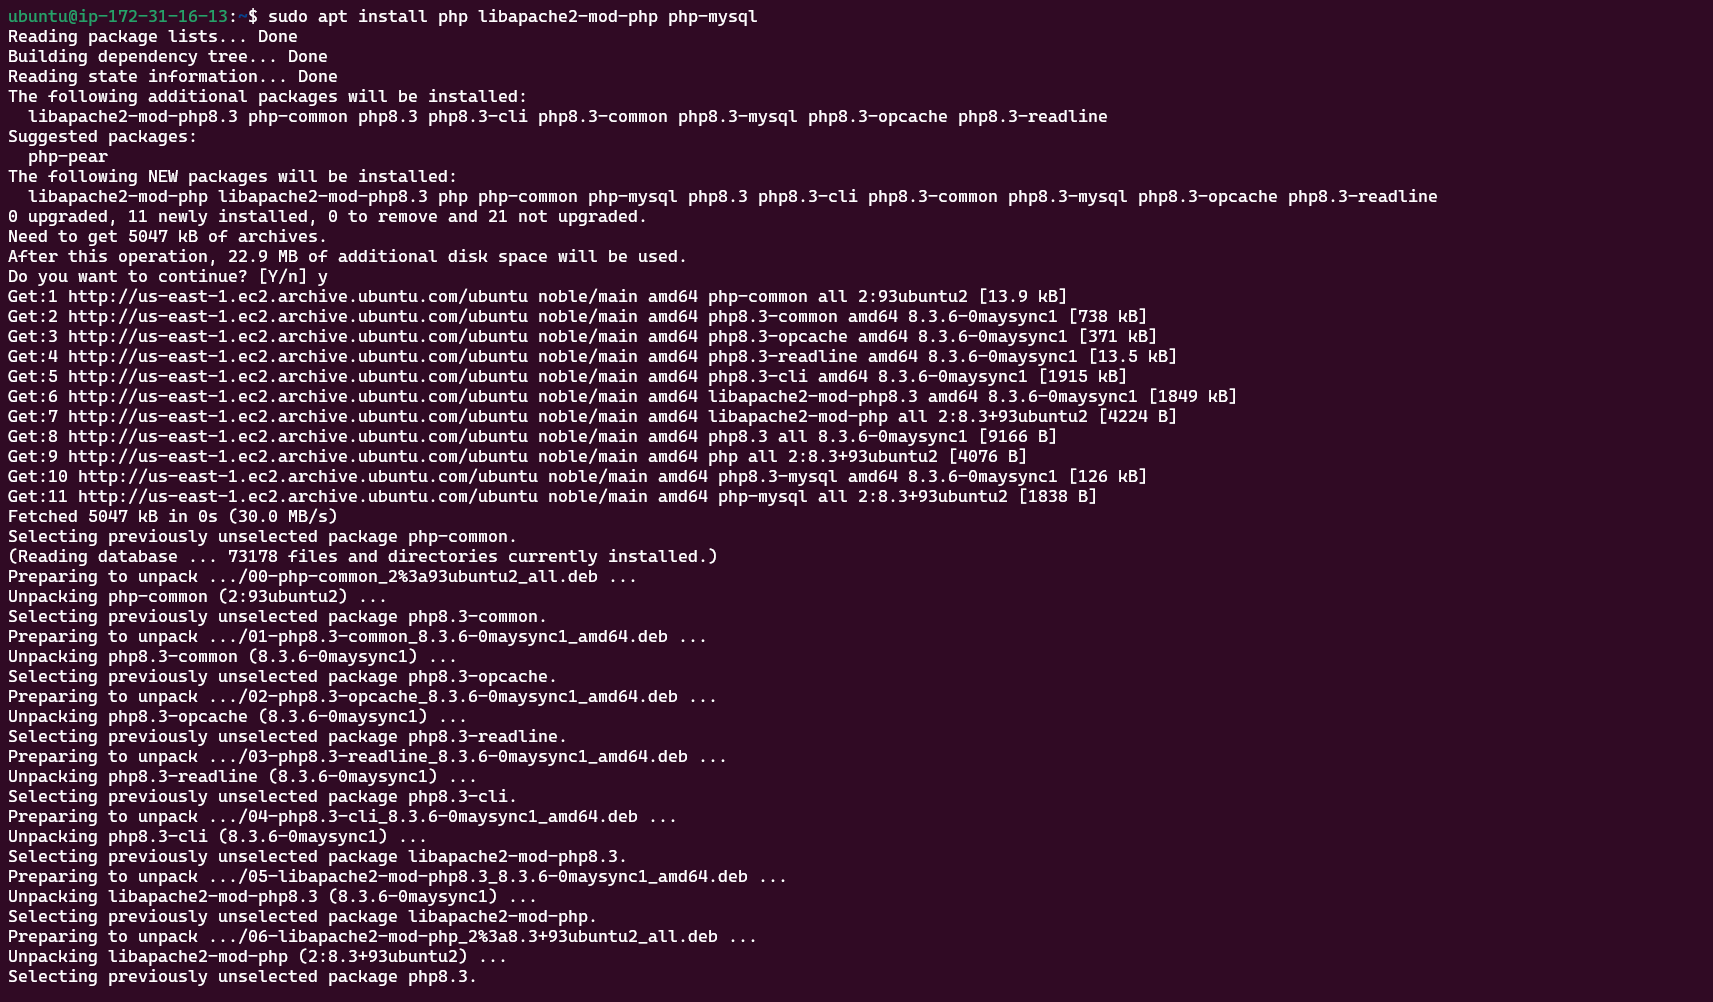 ubuntu@ip-172-31-16-13:~$ sudo apt install php libapache2-mod-php php-mysql
Reading package lists... Done
Building dependency tree... Done
Reading state information... Done
The following additional packages will be installed:
  libapache2-mod-php8.3 php-common php8.3 php8.3-cli php8.3-common php8.3-mysql php8.3-opcache php8.3-readline
Suggested packages:
  php-pear
The following NEW packages will be installed:
  libapache2-mod-php libapache2-mod-php8.3 php php-common php-mysql php8.3 php8.3-cli php8.3-common php8.3-mysql php8.3-opcache php8.3-readline
0 upgraded, 11 newly installed, 0 to remove and 21 not upgraded.
Need to get 5047 kB of archives.
After this operation, 22.9 MB of additional disk space will be used.
Do you want to continue? [Y/n] y
Get:1 http://us-east-1.ec2.archive.ubuntu.com/ubuntu noble/main amd64 php-common all 2:93ubuntu2 [13.9 kB]
Get:2 http://us-east-1.ec2.archive.ubuntu.com/ubuntu noble/main amd64 php8.3-common amd64 8.3.6-0maysync1 [738 kB]
Get:3 http://us-east-1.ec2.archive.ubuntu.com/ubuntu noble/main amd64 php8.3-opcache amd64 8.3.6-0maysync1 [371 kB]
Get:4 http://us-east-1.ec2.archive.ubuntu.com/ubuntu noble/main amd64 php8.3-readline amd64 8.3.6-0maysync1 [13.5 kB]
Get:5 http://us-east-1.ec2.archive.ubuntu.com/ubuntu noble/main amd64 php8.3-cli amd64 8.3.6-0maysync1 [1915 kB]
Get:6 http://us-east-1.ec2.archive.ubuntu.com/ubuntu noble/main amd64 libapache2-mod-php8.3 amd64 8.3.6-0maysync1 [1849 kB]
Get:7 http://us-east-1.ec2.archive.ubuntu.com/ubuntu noble/main amd64 libapache2-mod-php all 2:8.3+93ubuntu2 [4224 B]
Get:8 http://us-east-1.ec2.archive.ubuntu.com/ubuntu noble/main amd64 php8.3 all 8.3.6-0maysync1 [9166 B]
Get:9 http://us-east-1.ec2.archive.ubuntu.com/ubuntu noble/main amd64 php all 2:8.3+93ubuntu2 [4076 B]
Get:10 http://us-east-1.ec2.archive.ubuntu.com/ubuntu noble/main amd64 php8.3-mysql amd64 8.3.6-0maysync1 [126 kB]
Get:11 http://us-east-1.ec2.archive.ubuntu.com/ubuntu noble/main amd64 php-mysql all 2:8.3+93ubuntu2 [1838 B]
Fetched 5047 kB in 0s (30.0 MB/s)
Selecting previously unselected package php-common.
(Reading database ... 73178 files and directories currently installed.)
Preparing to unpack .../00-php-common_2%3a93ubuntu2_all.deb ...
Unpacking php-common (2:93ubuntu2) ...
Selecting previously unselected package php8.3-common.
Preparing to unpack .../01-php8.3-common_8.3.6-0maysync1_amd64.deb ...
Unpacking php8.3-common (8.3.6-0maysync1) ...
Selecting previously unselected package php8.3-opcache.
Preparing to unpack .../02-php8.3-opcache_8.3.6-0maysync1_amd64.deb ...
Unpacking php8.3-opcache (8.3.6-0maysync1) ...
Selecting previously unselected package php8.3-readline.
Preparing to unpack .../03-php8.3-readline_8.3.6-0maysync1_amd64.deb ...
Unpacking php8.3-readline (8.3.6-0maysync1) ...
Selecting previously unselected package php8.3-cli.
Preparing to unpack .../04-php8.3-cli_8.3.6-0maysync1_amd64.deb ...
Unpacking php8.3-cli (8.3.6-0maysync1) ...
Selecting previously unselected package libapache2-mod-php8.3.
Preparing to unpack .../05-libapache2-mod-php8.3_8.3.6-0maysync1_amd64.deb ...
Unpacking libapache2-mod-php8.3 (8.3.6-0maysync1) ...
Selecting previously unselected package libapache2-mod-php.
Preparing to unpack .../06-libapache2-mod-php_2%3a8.3+93ubuntu2_all.deb ...
Unpacking libapache2-mod-php (2:8.3+93ubuntu2) ...
Selecting previously unselected package php8.3.